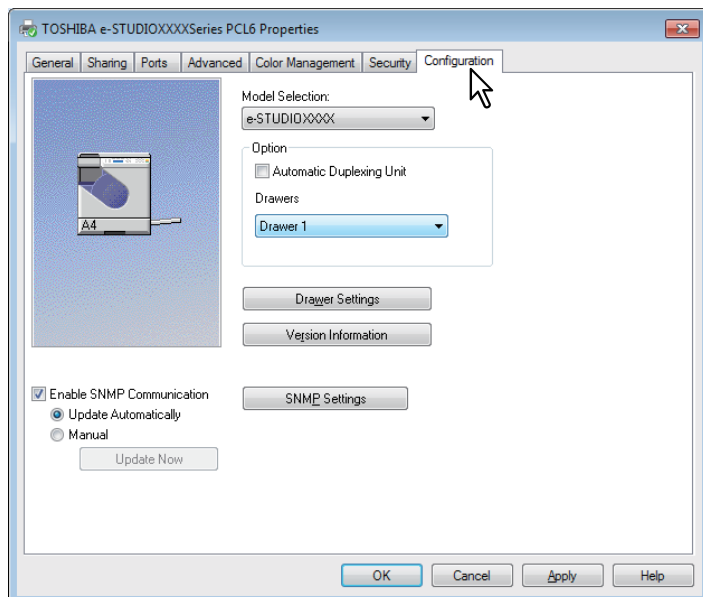 TOSHIBA e-STUDIOXXXXSeries PCL6 Properties
General Sharing Ports Advanced Color Management Security Configuration
Model Selection:
e-STUDIOXXXX
Option
Automatic Duplexing Unit
Drawers
Drawer 1
A4
Drawer Settings
Version Information
Enable SNMP Communication
SNMP Settings
Update Automatically
Manual
Update Now
OK Cancel Apply Help